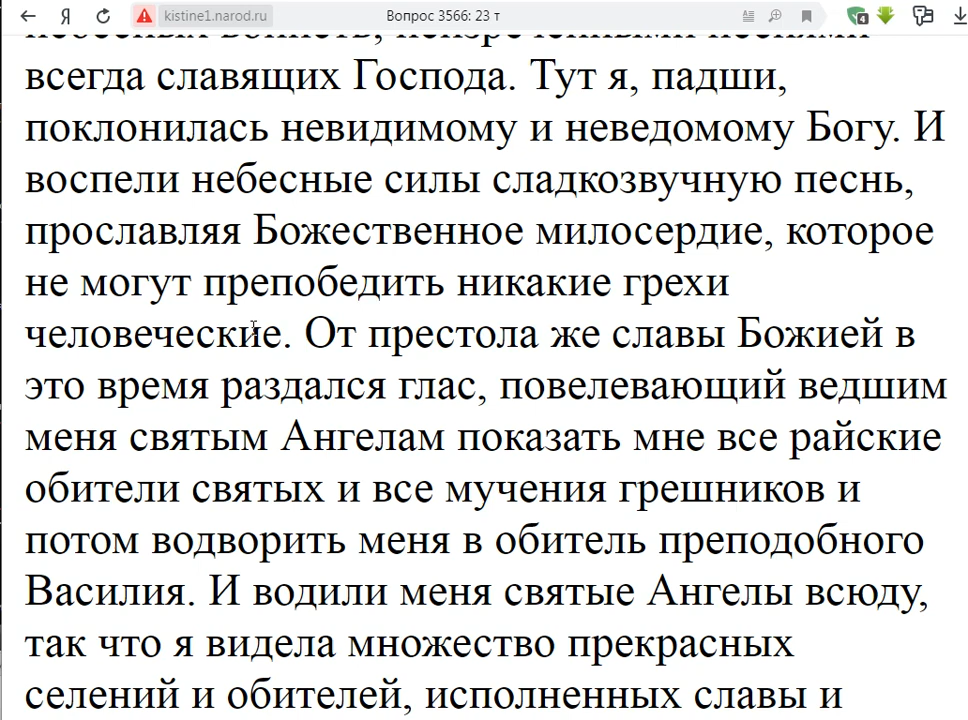 Я kistine1.narod.ru Вопрос 3566: 23 т 4
всегда славящих Господа. Тут я, падши,
поклонилась невидимому и неведомому Богу. И
воспели небесные силы сладкозвучную песнь,
прославляя Божественное милосердие, которое
не могут препобедить никакие грехи
человеческие. От престола же славы Божией в
это время раздался глас, повелевающий ведшим
меня святым Ангелам показать мне все райские
обители святых и все мучения грешников и
потом водворить меня в обитель преподобного
Василия. И водили меня святые Ангелы всюду,
так что я видела множество прекрасных
селений и обителей, исполненных славы и